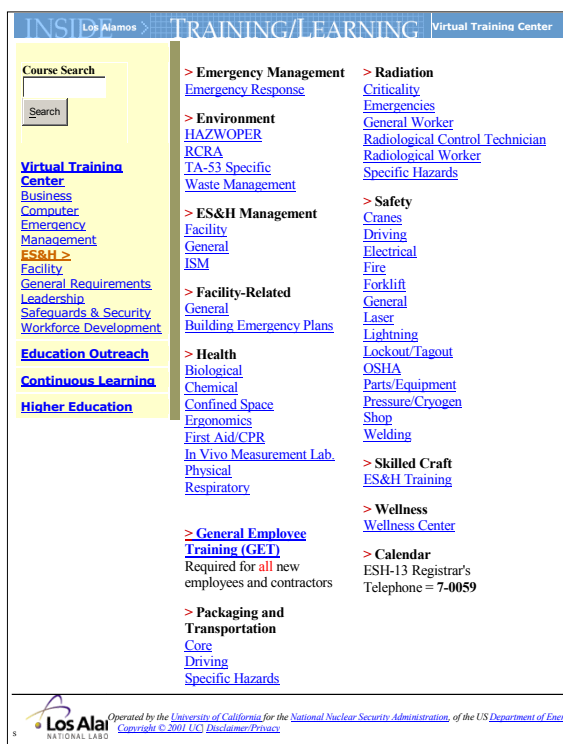 INSIDE Los Alamos > TRAINING/LEARNING Virtual Training Center
Course Search
Search
Virtual Training
Center
Business
Computer
Emergency
Management
ES&H >
Facility
General Requirements
Leadership
Safeguards & Security
Workforce Development
Education Outreach
Continuous Learning
Higher Education
> Emergency Management
Emergency Response
> Environment
HAZWOPER
RCRA
TA-53 Specific
Waste Management
> ES&H Management
Facility
General
ISM
> Facility-Related
General
Building Emergency Plans
> Health
Biological
Chemical
Confined Space
Ergonomics
First Aid/CPR
In Vivo Measurement Lab.
Physical
Respiratory
> General Employee
Training (GET)
Required for all new
employees and contractors
> Packaging and
Transportation
Core
Driving
Specific Hazards
> Radiation
Criticality
Emergencies
General Worker
Radiological Control Technician
Radiological Worker
Specific Hazards
> Safety
Cranes
Driving
Electrical
Fire
Forklift
General
Laser
Lightning
Lockout/Tagout
OSHA
Parts/Equipment
Pressure/Cryogen
Shop
Welding
> Skilled Craft
ES&H Training
> Wellness
Wellness Center
> Calendar
ESH-13 Registrar's
Telephone = 7-0059
Los Alar
NATIONAL LABO
s
Operated by the University of California for the National Nuclear Security Administration, of the US Department of Ener
Copyright © 2001 UC| Disclaimer/Privacy